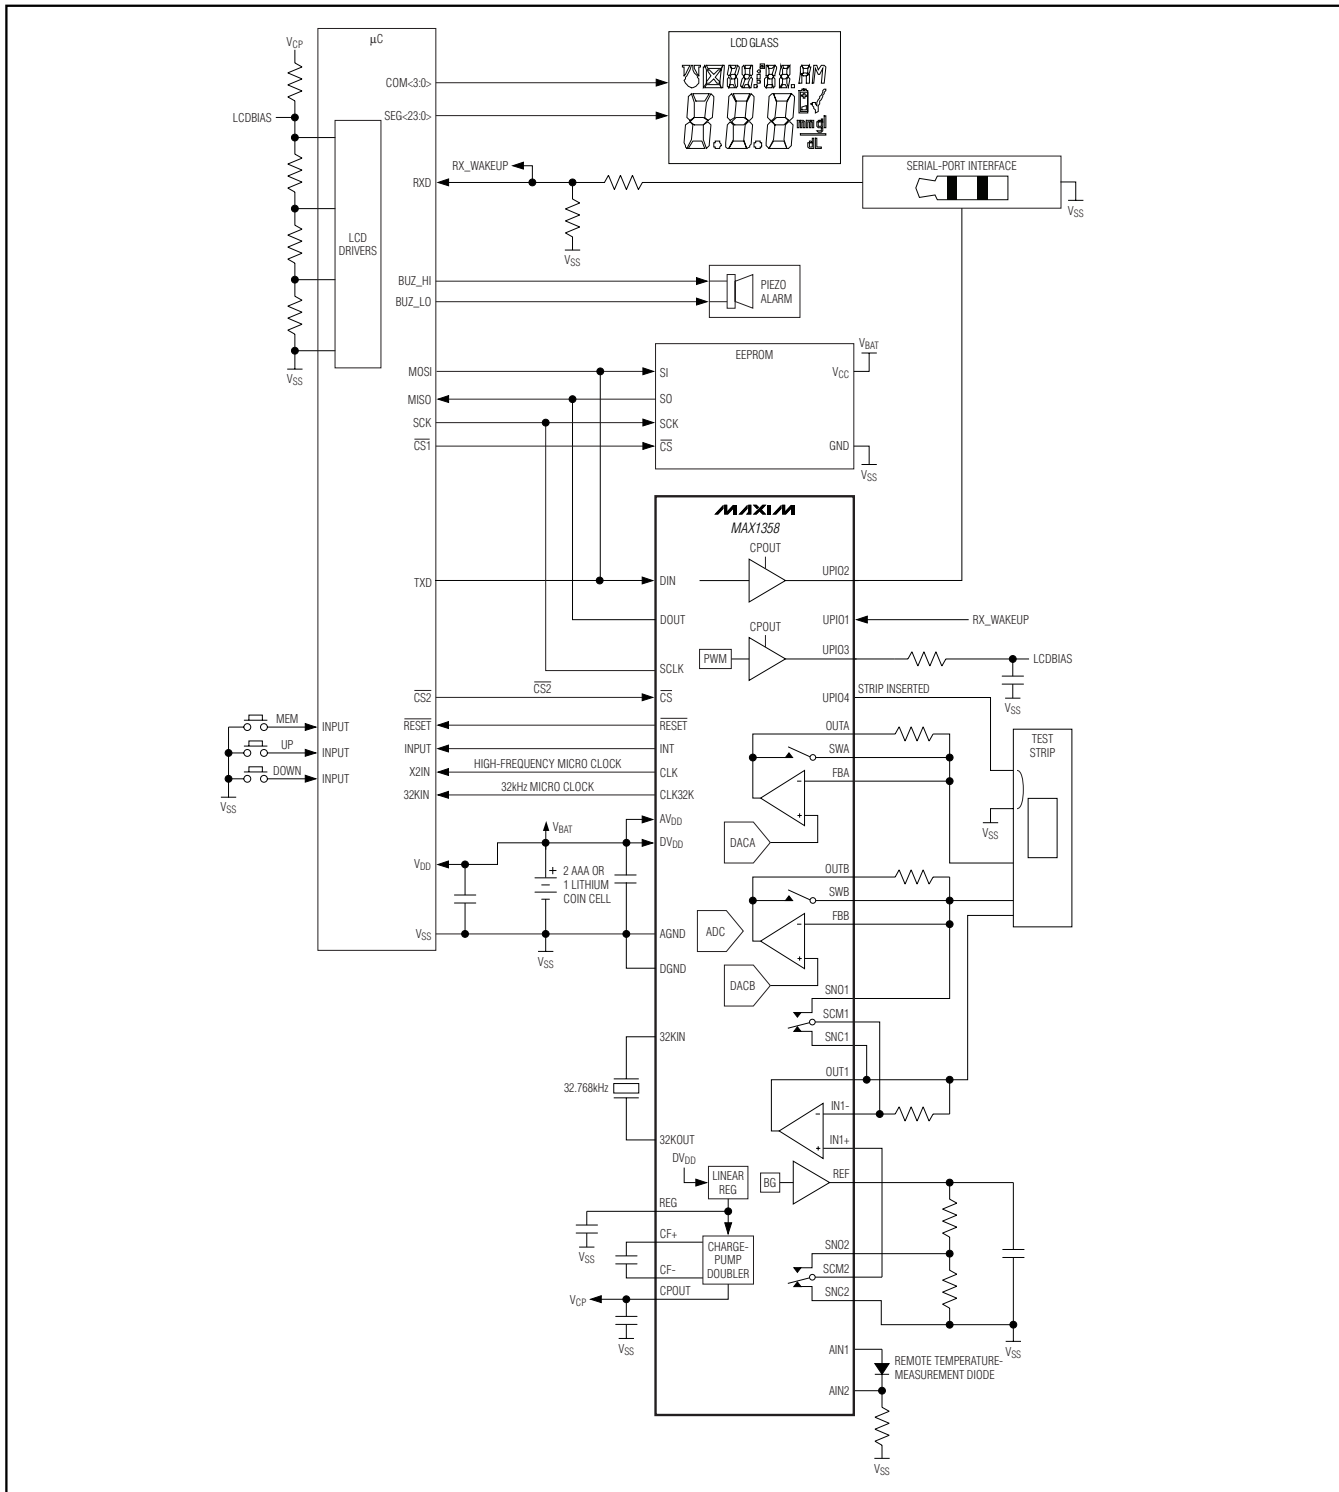 VCP
µC
LCD GLASS
COM<3:0>
AM
LCDBIAS
SEG<23:0>
mmgl
dL
RX_WAKEUP
SERIAL-PORT INTERFACE
RXD
VSS
LCD
DRIVERS
VSS
BUZ_HI
BUZ_LO
PIEZO
ALARM
VSS
EEPROM
VBAT
MOSI
SI
VCC
MISO
SO
SCK
SCK
CS1
CS
GND
VSS
MAXIM
MAX1358
CPOUT
TXD
DIN
UPIO2
DOUT
UPIO1
RX_WAKEUP
CPOUT
PWM
UPIO3
LCDBIAS
SCLK
CS2
CS2
CS
UPIO4
STRIP INSERTED
VSS
MEM
INPUT
RESET
RESET
OUTA
TEST
STRIP
UP
INPUT
INPUT
INT
SWA
DOWN
INPUT
X2IN
HIGH-FREQUENCY MICRO CLOCK
CLK
FBA
32KIN
32kHz MICRO CLOCK
CLK32K
VSS
AVDD
VBAT
DVDD
DACA
VSS
VDD
+ 2 AAA OR
1 LITHIUM
COIN CELL
OUTB
SWB
ADC
FBB
VSS
AGND
VSS
DGND
DACB
SNO1
SCM1
SNC1
32KIN
OUT1
32.768kHz
IN1-
IN1+
32KOUT
DVDD
LINEAR
REG
BG
REF
REG
VSS
CF+
CHARGE-
PUMP
DOUBLER
CF-
SNO2
SCM2
SNC2
VCP
CPOUT
VSS
VSS
AIN1
REMOTE TEMPERATURE-
MEASUREMENT DIODE
AIN2
VSS